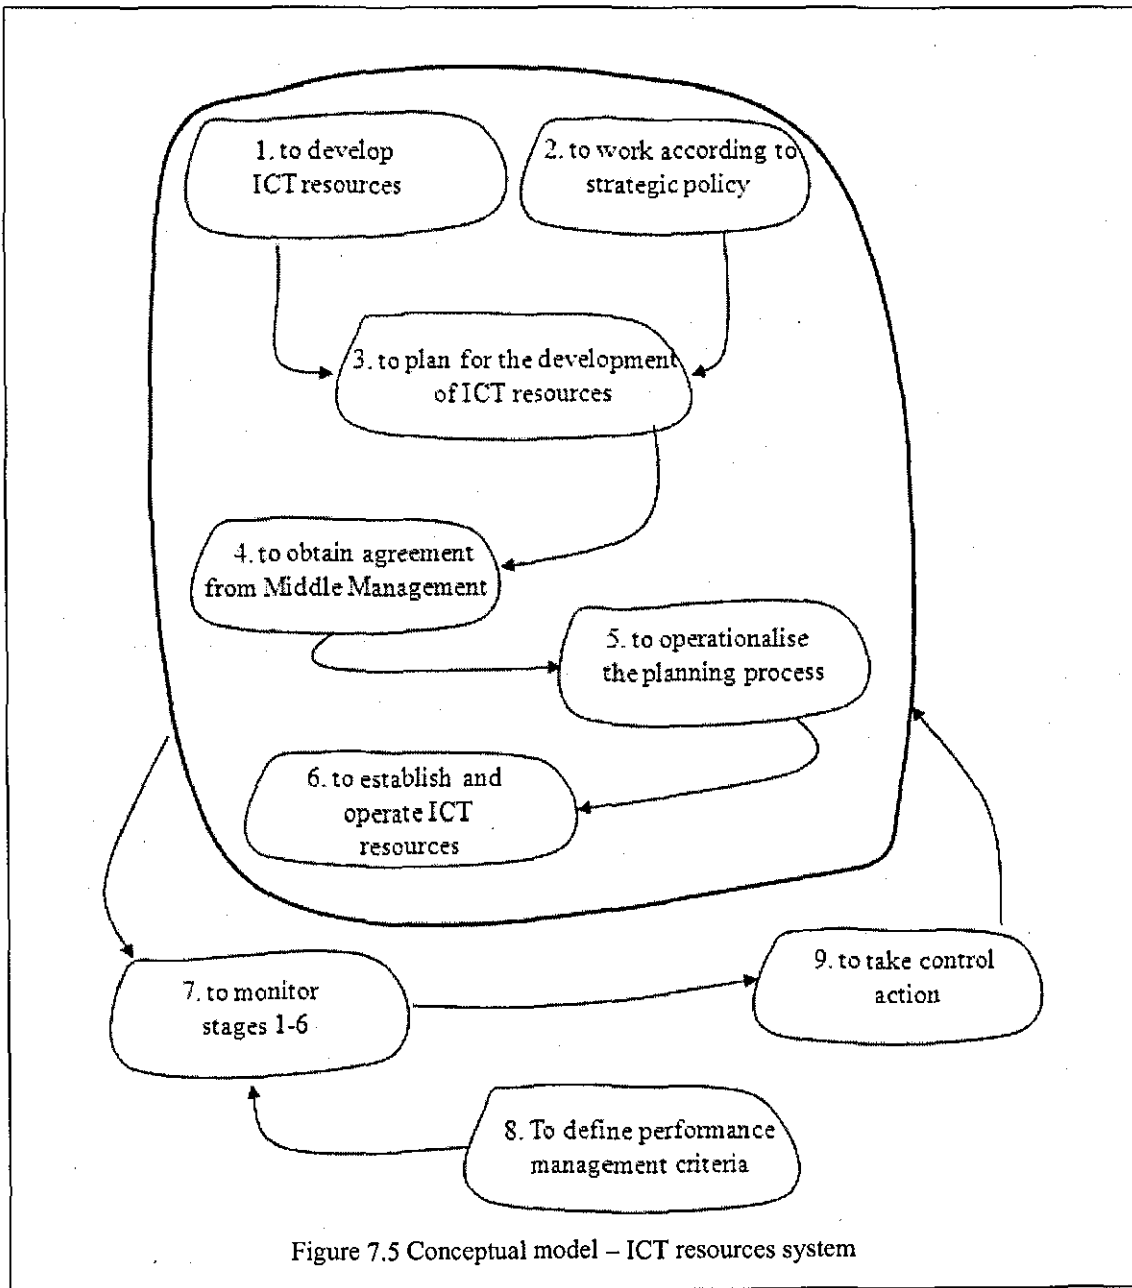 1. to develop
ICT resources
2. to work according to
strategic policy
3. to plan for the development
of ICT resources
4. to obtain agreement
from Middle Management
5. to operationalise
the planning process
6. to establish and
operate ICT
resources
7. to monitor
stages 1-6
9. to take control
action
8. To define performance
management criteria
Figure 7.5 Conceptual model – ICT resources system